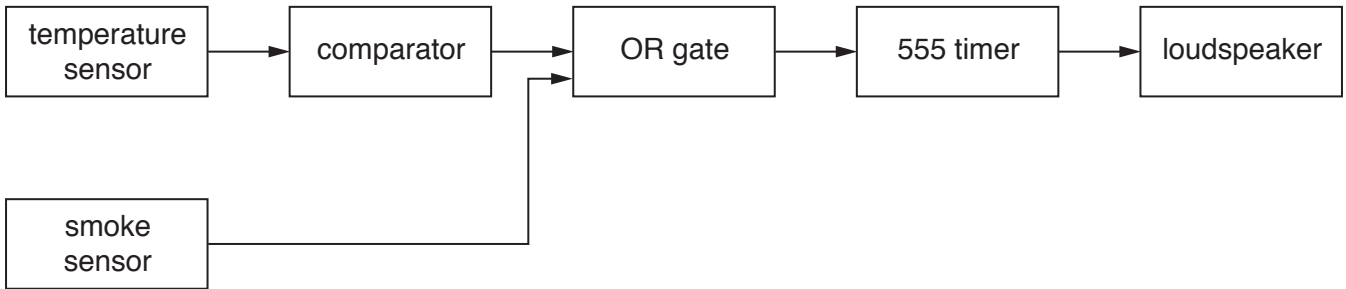 temperature
sensor
comparator
OR gate
555 timer
loudspeaker
smoke
sensor